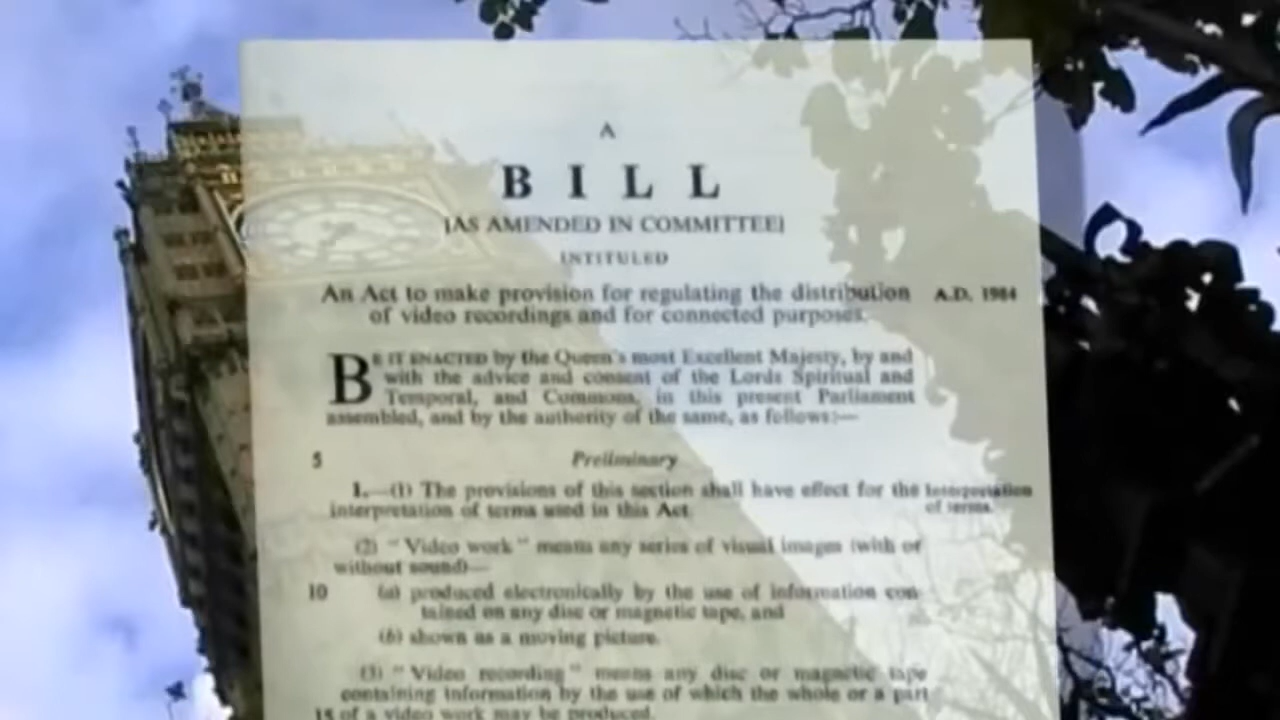 A
BILL
[AS AMENDED IN COMMITTEE]
INTITULED
An Act to make provision for regulating the distribution A.D. 1984
of video recordings and for connected purposes.
BE IT ENACTED by the Queen's most Excellent Majesty, by and
with the advice and consent of the Lords Spiritual and
Temporal, and Commons, in this present Parliament
assembled, and by the authority of the same, as follows:—
5 Preliminary
1.—(1) The provisions of this section shall have effect for the Interpretation
interpretation of terms used in this Act. of terms.
(2) "Video work" means any series of visual images (with or
without sound)—
10 (a) produced electronically by the use of information con-
tained on any disc or magnetic tape, and
(b) shown as a moving picture.
(3) "Video recording" means any disc or magnetic tape
containing information by the use of which the whole or a part
15 of a video work may be produced.